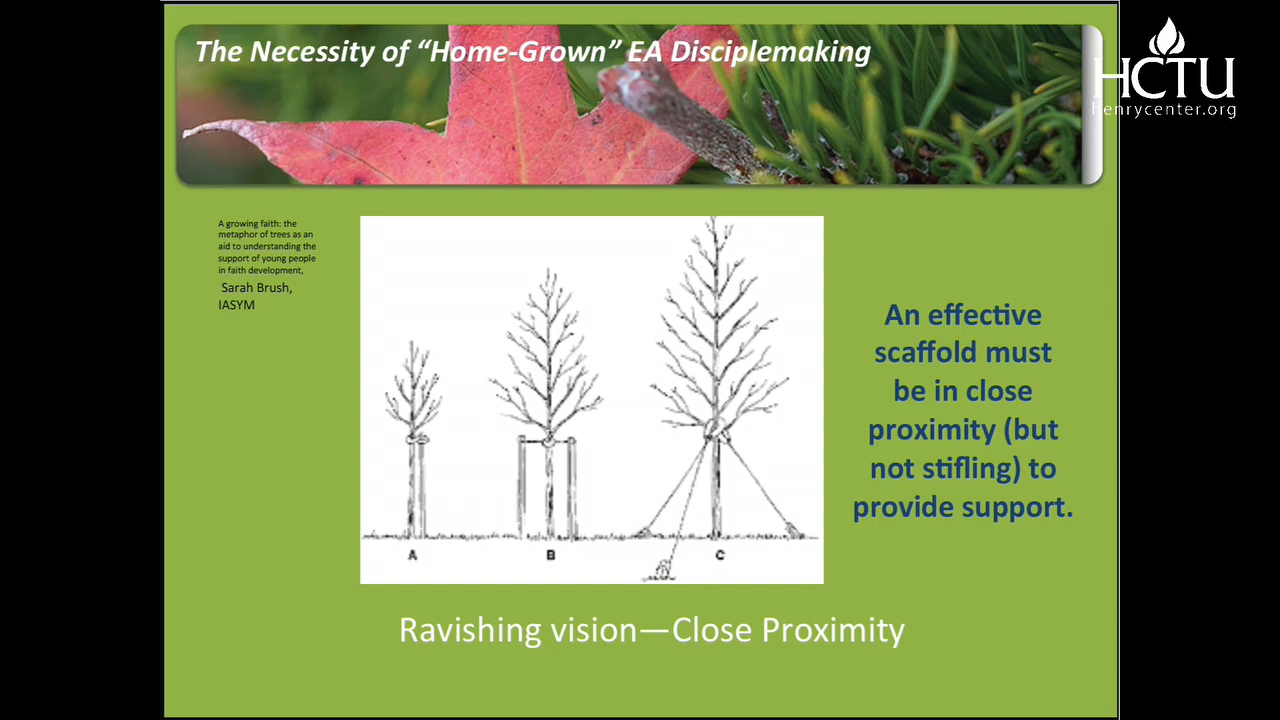 The Necessity of “Home-Grown” EA Disciplemaking
HCTU
henrycenter.org
A growing faith: the
metaphor of trees as an
aid to understanding the
support of young people
in faith development,
Sarah Brush,
IASYM
A
B
C
An effective
scaffold must
be in close
proximity (but
not stifling) to
provide support.
Ravishing vision—Close Proximity